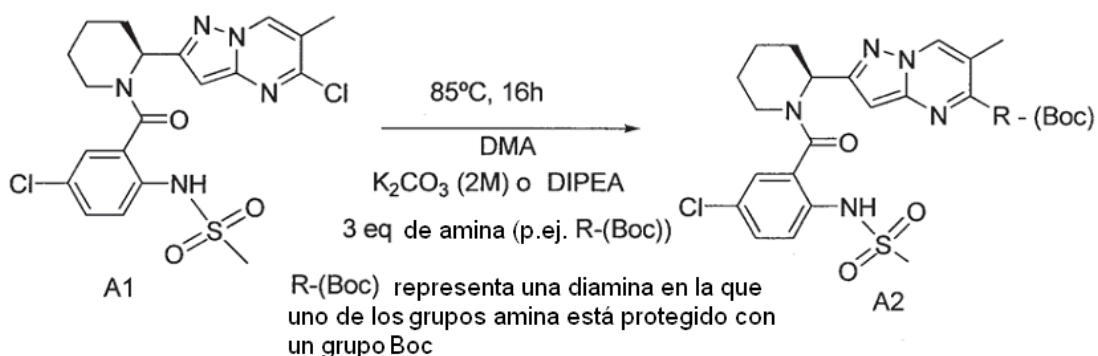 N
N
N
N
N
N
Cl
Cl
R - (Boc)
O
O
Cl
NH
Cl
NH
O
S
O
O
S
O
85ºC, 16h
DMA
K₂CO₃ (2M) o DIPEA
3 eq de amina (p.ej. R-(Boc))
A1
A2
R-(Boc) representa una diamina en la que
uno de los grupos amina está protegido con
un grupo Boc